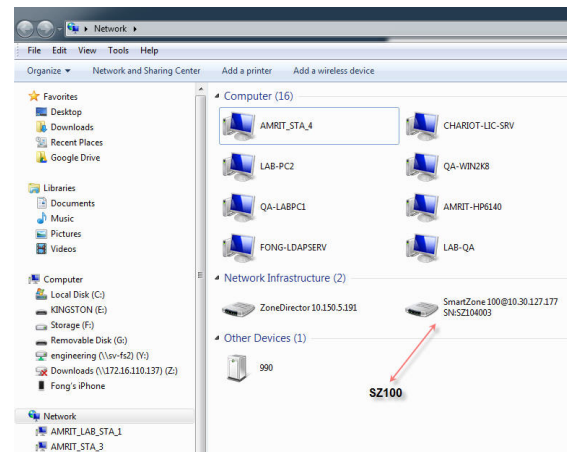 Network
File Edit View Tools Help
Organize Network and Sharing Center Add a printer Add a wireless device
Favorites
Desktop
Downloads
Recent Places
Google Drive
Libraries
Documents
Music
Pictures
Videos
Computer
Local Disk (C:)
KINGSTON (E:)
Storage (F:)
Removable Disk (G:)
engineering (\\sv-fs2) (Y:)
Downloads (\\172.16.110.137) (Z:)
Fong's iPhone
Network
AMRIT_LAB_STA_1
AMRIT_STA_3
Computer (16)
AMRIT_STA_4
CHARIOT-LIC-SRV
LAB-PC2
QA-WIN2K8
QA-LABPC1
AMRIT-HP6140
FONG-LDAPSERV
LAB-QA
Network Infrastructure (2)
ZoneDirector 10.150.5.191
SmartZone 100@10.30.127.177
SN:SZ104003
Other Devices (1)
990
SZ100